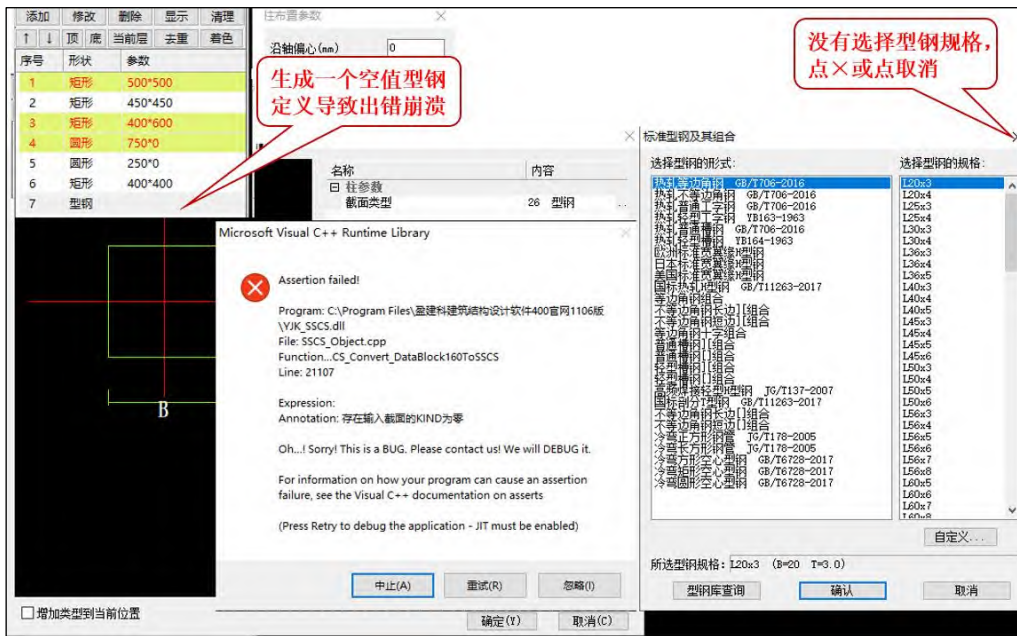 添加 修改 删除 显示 清理
↑ ↓ 顶 底 当前层 去重 着色
序号 形状 参数
1 矩形 500*500
2 矩形 450*450
3 矩形 400*600
4 圆形 750*0
5 圆形 250*0
6 矩形 400*400
7 型钢
柱布置参数
沿轴偏心(mm) 0
生成一个空值型钢
定义导致出错崩溃
没有选择型钢规格，
点×或点取消
名称 内容
柱参数
截面类型 26 型钢
B
Microsoft Visual C++ Runtime Library
Assertion failed!
Program: C:\Program Files\盈建科建筑结构设计软件400官网1106版
\YJK_SSCS.dll
File: SSCS_Object.cpp
Function...CS_Convert_DataBlock160ToSSCS
Line: 21107
Expression:
Annotation: 存在输入截面的KIND为零
Oh...! Sorry! This is a BUG. Please contact us! We will DEBUG it.
For information on how your program can cause an assertion
failure, see the Visual C++ documentation on asserts
(Press Retry to debug the application - JIT must be enabled)
中止(A) 重试(R) 忽略(I)
增加类型到当前位置
确定(Y) 取消(C)
标准型钢及其组合
选择型钢的形式:
热轧等边角钢 GB/T706-2016
热轧不等边角钢 GB/T706-2016
热轧普通工字钢 GB/T706-2016
热轧轻型工字钢 YB163-1963
热轧普通槽钢 GB/T706-2016
热轧轻型槽钢 YB164-1963
欧洲标准宽翼缘H型钢
日本标准宽翼缘H型钢
美国标准宽翼缘H型钢
国标热轧H型钢 GB/T11263-2017
等边角钢组合
不等边角钢长边][组合
不等边角钢短边][组合
等边角钢十字组合
普通槽钢][组合
普通槽钢[]组合
轻型槽钢][组合
轻型槽钢[]组合
高频焊接轻型H型钢 JG/T137-2007
国标剖分T型钢 GB/T11263-2017
不等边角钢长边[]组合
不等边角钢短边[]组合
冷弯正方形钢管 JG/T178-2005
冷弯长方形钢管 JG/T178-2005
冷弯方形空心型钢 GB/T6728-2017
冷弯矩形空心型钢 GB/T6728-2017
冷弯圆形空心型钢 GB/T6728-2017
选择型钢的规格:
L20x3
L20x4
L25x3
L25x4
L30x3
L30x4
L36x3
L36x4
L36x5
L40x3
L40x4
L40x5
L45x3
L45x4
L45x5
L45x6
L50x3
L50x4
L50x5
L50x6
L56x3
L56x4
L56x5
L56x6
L56x7
L56x8
L60x5
L60x6
L60x7
L60x8
自定义...
所选型钢规格: L20x3 (B=20 T=3.0)
型钢库查询 确认 取消